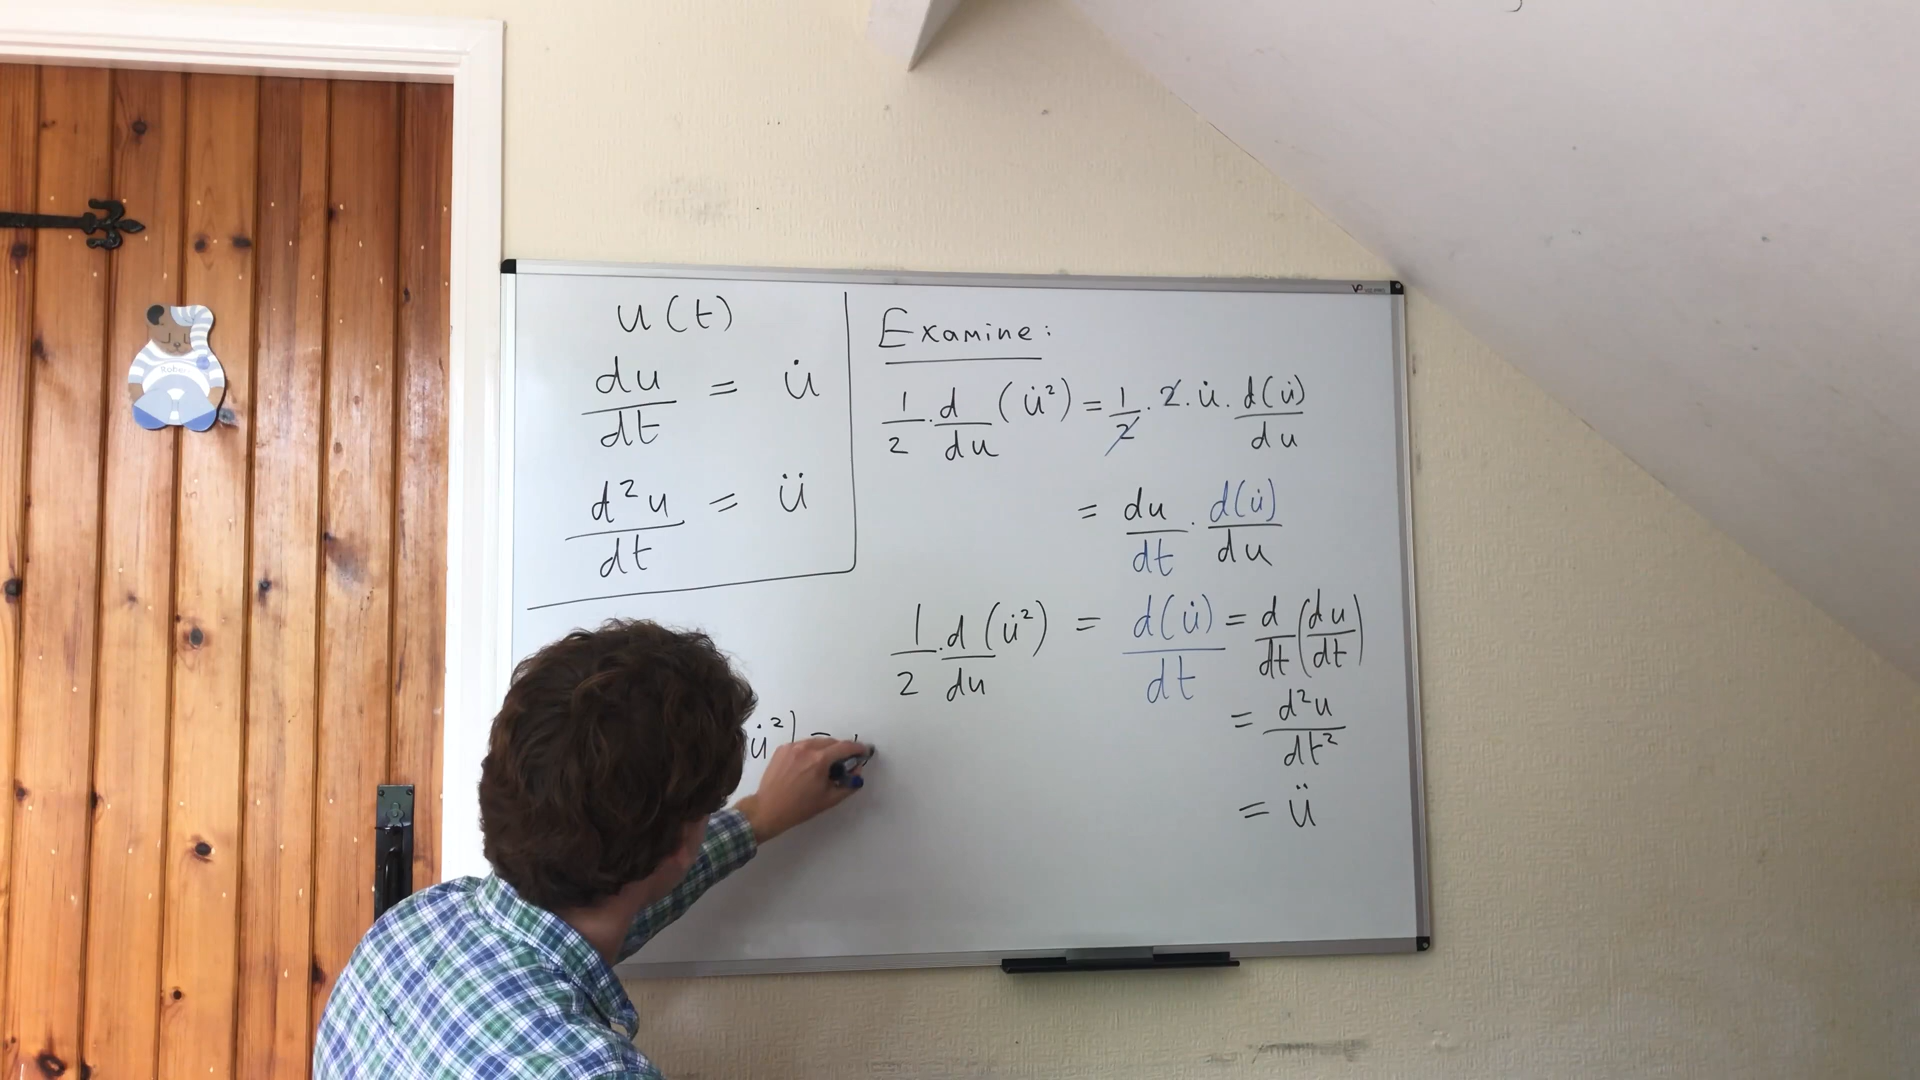 u(t)
du/dt = u̇
d²u/dt = ü
Examine:
1/2 · d/du (u̇²) = 1/2 · 2 · u̇ · d(u̇)/du
= du/dt · d(u̇)/du
1/2 · d/du (u̇²) = d(u̇)/dt = d/dt (du/dt)
= d²u/dt²
= ü
u̇²) =